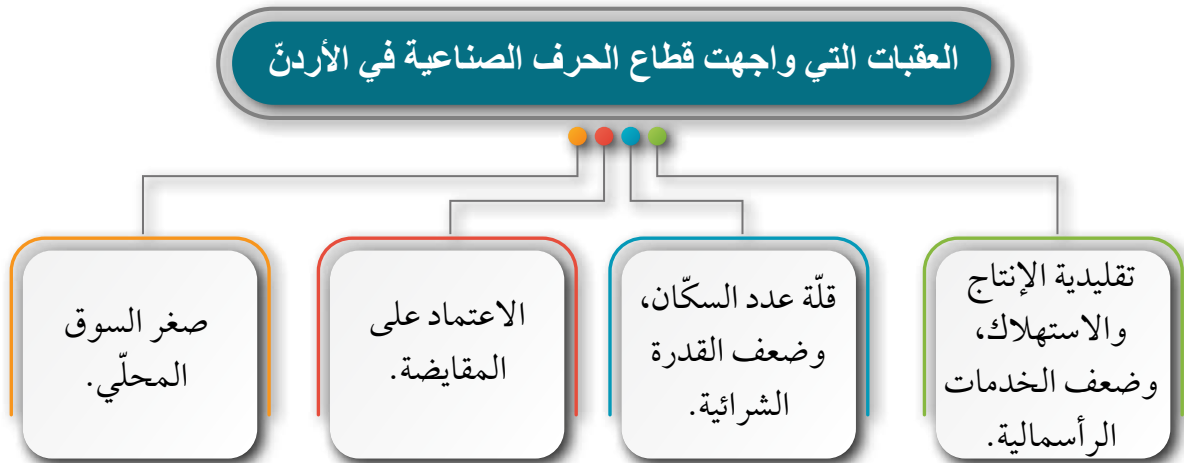 العقبات التي واجهت قطاع الحرف الصناعية في الأردنّ
تقليدية الإنتاج
والاستهلاك،
وضعف الخدمات
الرأسمالية.
قلّة عدد السكّان،
وضعف القدرة
الشرائية.
الاعتماد على
المقايضة.
صغر السوق
المحلّي.